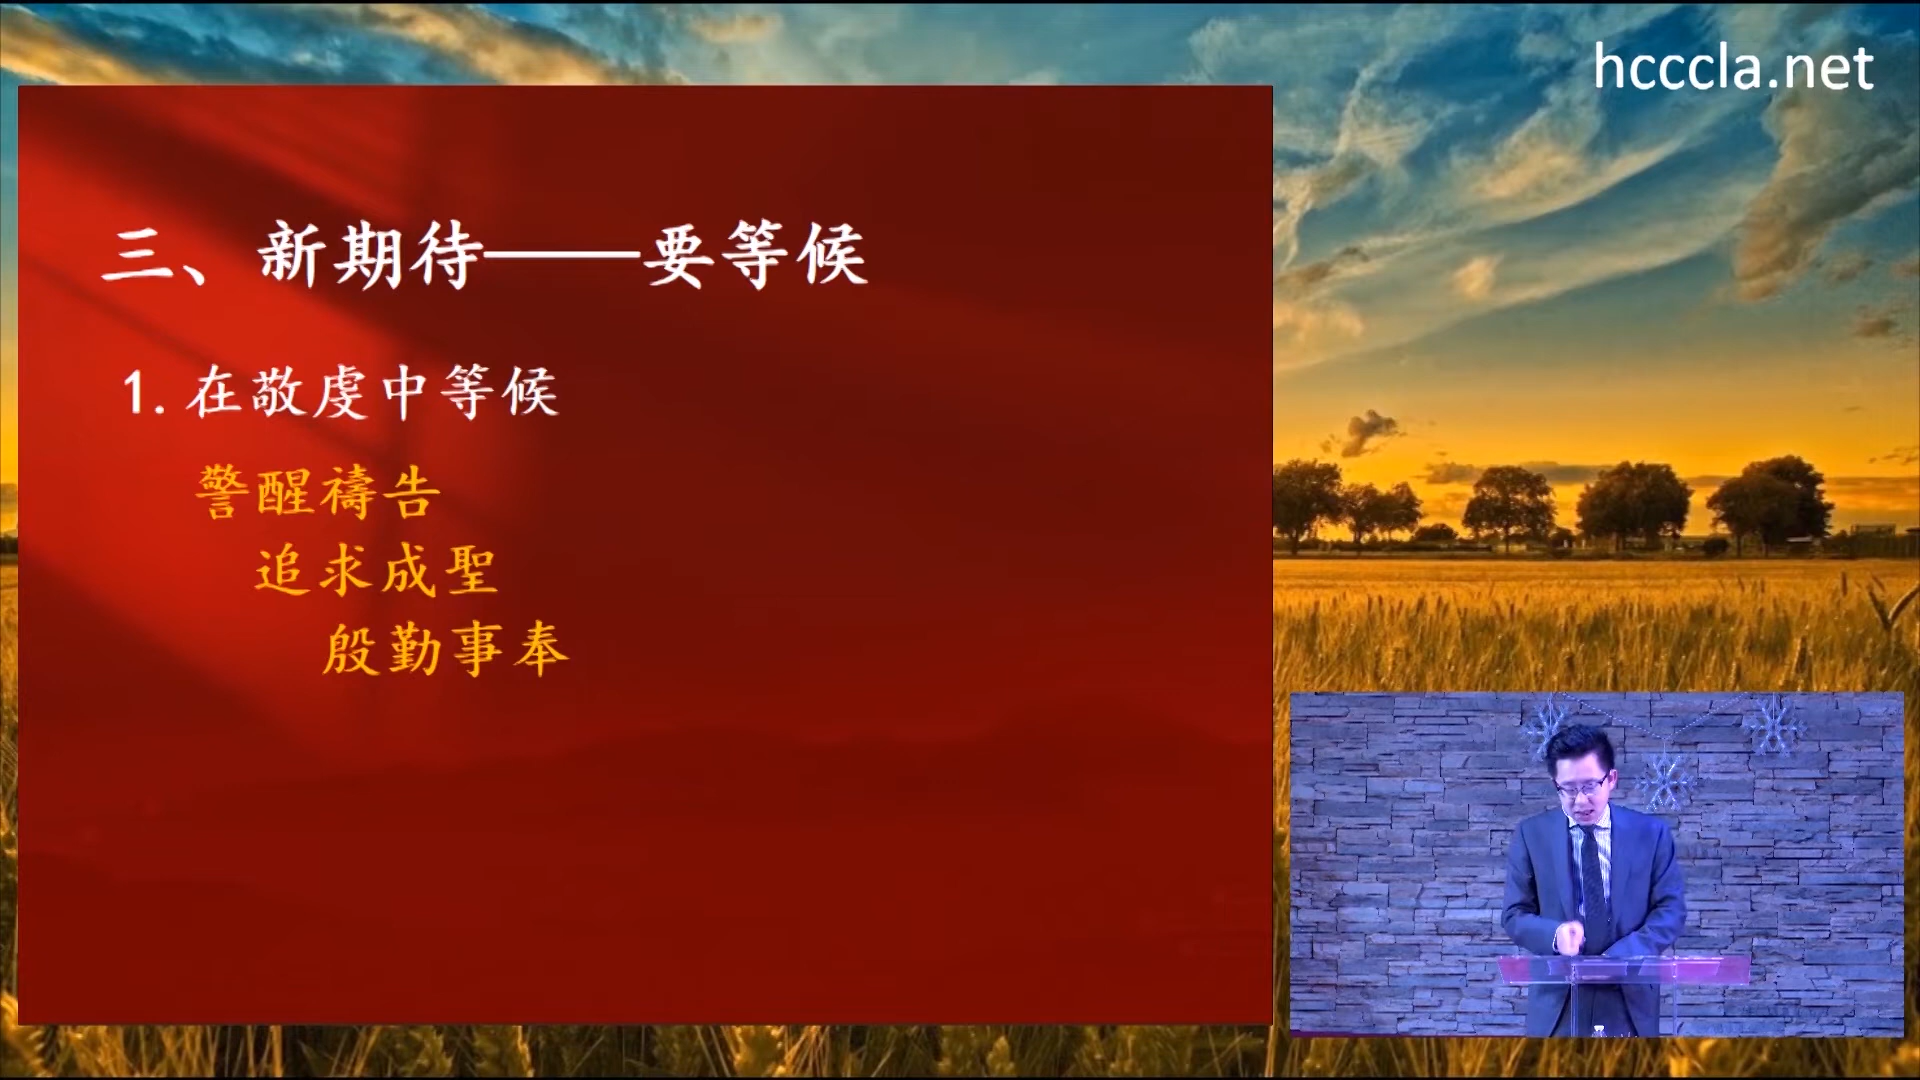 hcccla.net
三、新期待——要等候
1.在敬虔中等候
警醒禱告
追求成聖
殷勤事奉